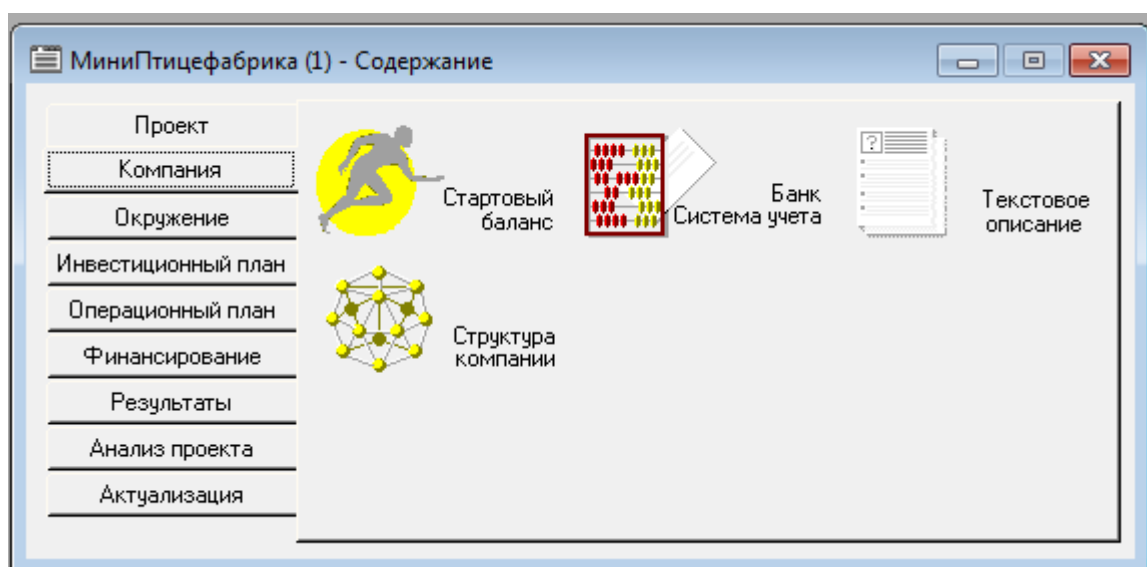 МиниПтицефабрика (1) - Содержание
Проект
Компания
Окружение
Инвестиционный план
Операционный план
Финансирование
Результаты
Анализ проекта
Актуализация
Стартовый
баланс
Банк
Система учета
?
Текстовое
описание
Структура
компании